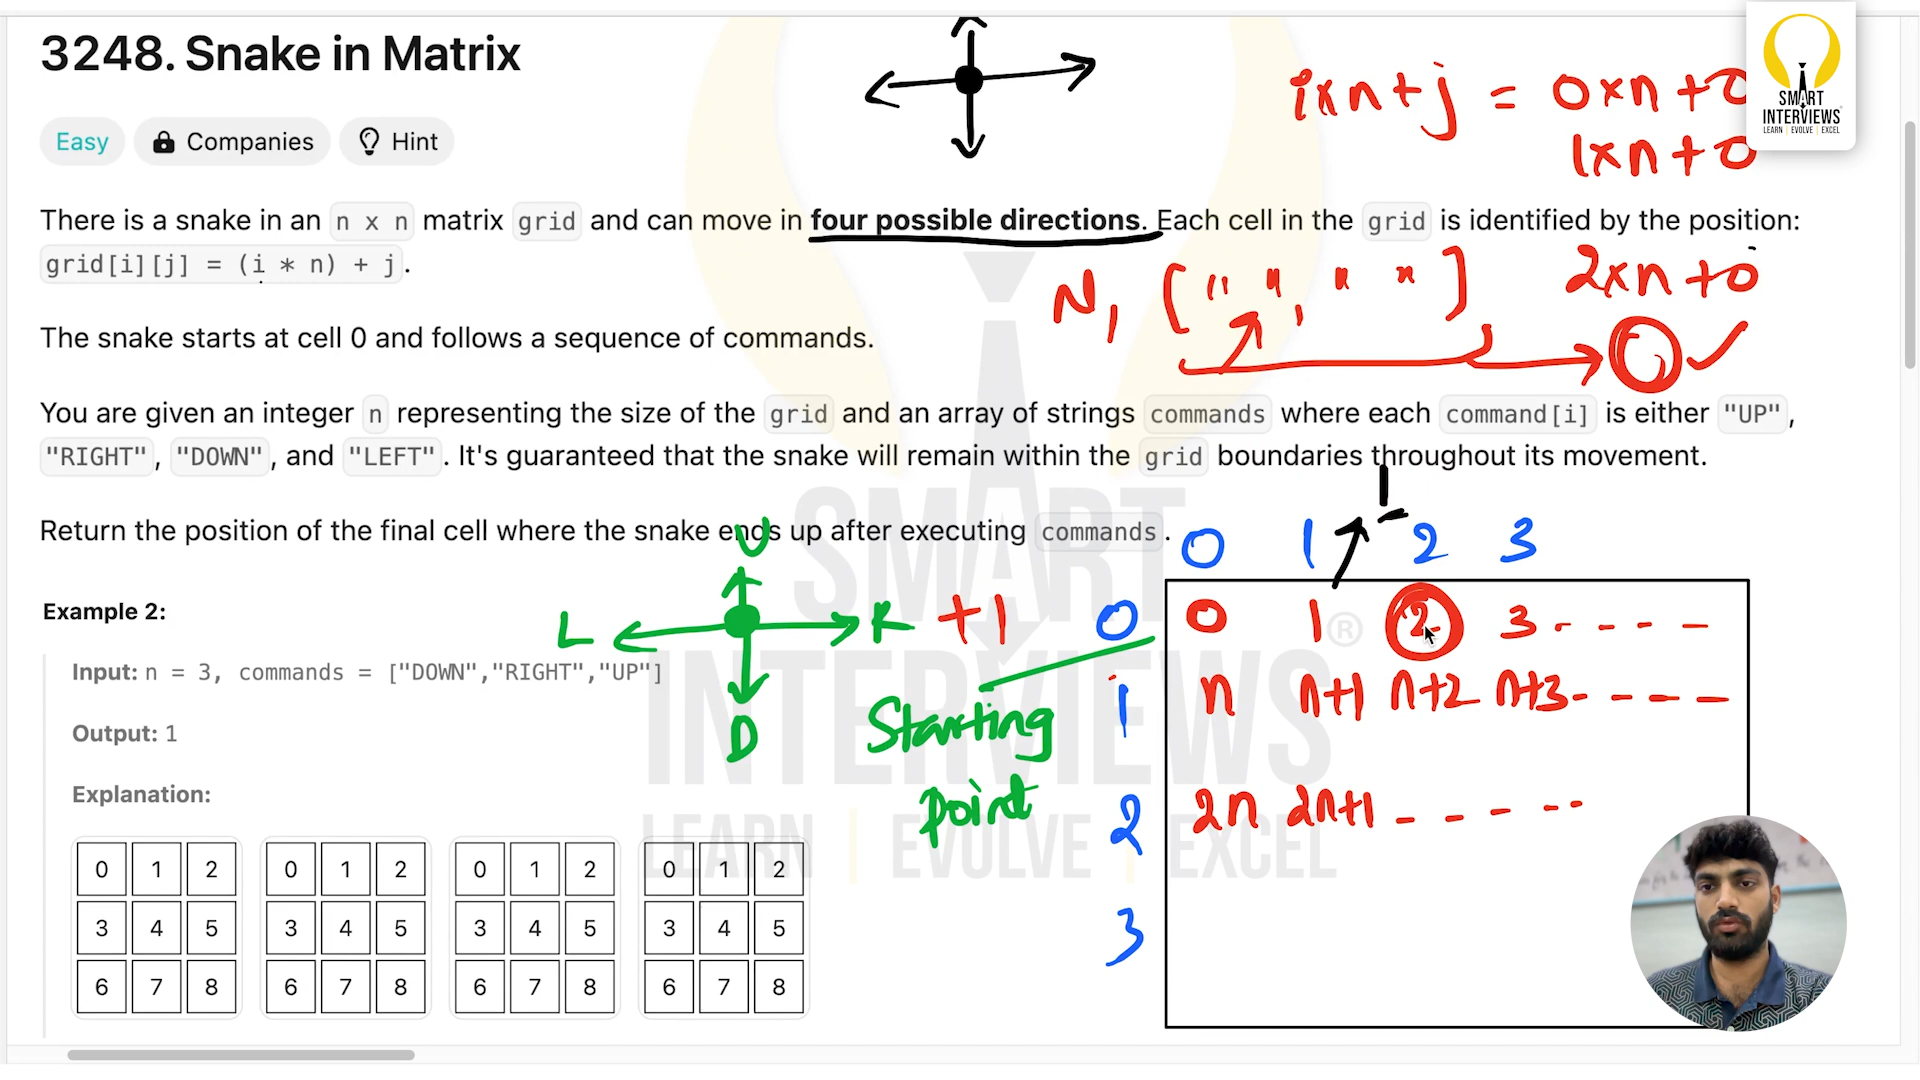 3248. Snake in Matrix
Easy
Companies
Hint
i×n+j = 0×n+0
1×n+0
SMART
INTERVIEWS
LEARN | EVOLVE | EXCEL
There is a snake in an n x n matrix grid and can move in four possible directions. Each cell in the grid is identified by the position:
grid[i][j] = (i * n) + j.
N, [" ", " "]
2×n+0
The snake starts at cell 0 and follows a sequence of commands.
You are given an integer n representing the size of the grid and an array of strings commands where each command[i] is either "UP",
"RIGHT", "DOWN", and "LEFT". It's guaranteed that the snake will remain within the grid boundaries throughout its movement.
Return the position of the final cell where the snake ends up after executing commands.
0 1 2 3
U
L R +1
D
Starting
point
0 0 1 2 3 - - - -
1 n n+1 n+2 n+3 - - - -
2 2n 2n+1 - - - - -
3
Example 2:
Input: n = 3, commands = ["DOWN","RIGHT","UP"]
Output: 1
Explanation:
0 1 2 0 1 2 0 1 2 0 1 2
3 4 5 3 4 5 3 4 5 3 4 5
6 7 8 6 7 8 6 7 8 6 7 8
SMART
INTERVIEWS®
LEARN | EVOLVE | EXCEL